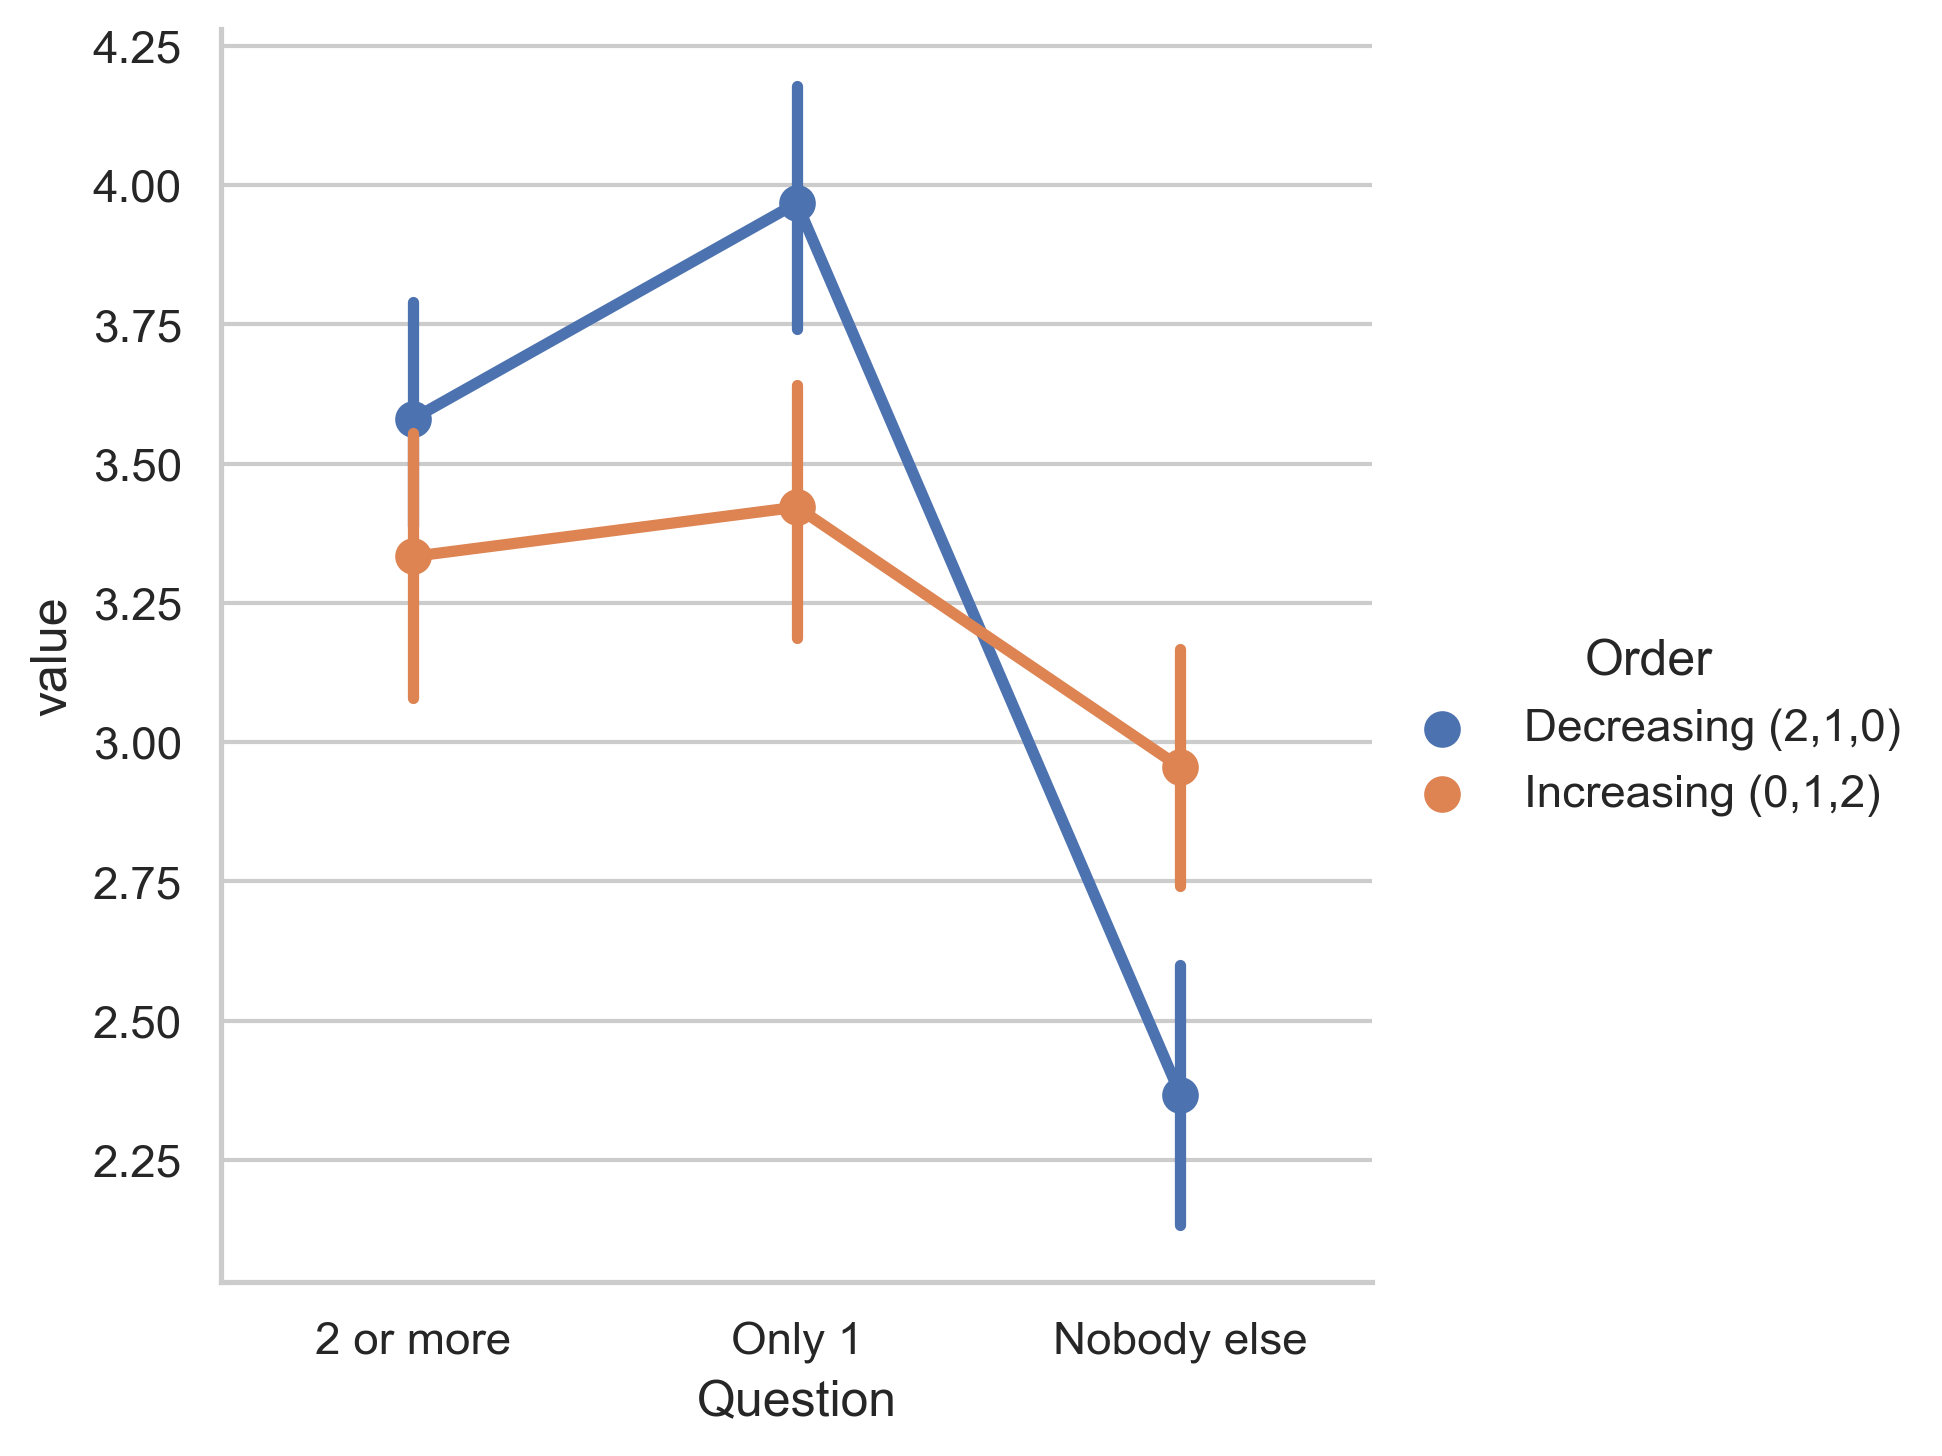 4.25
4.00
3.75
3.50
3.25
3.00
2.75
2.50
2.25
value
2 or more
Only 1
Nobody else
Question
Order
Decreasing (2,1,0)
Increasing (0,1,2)